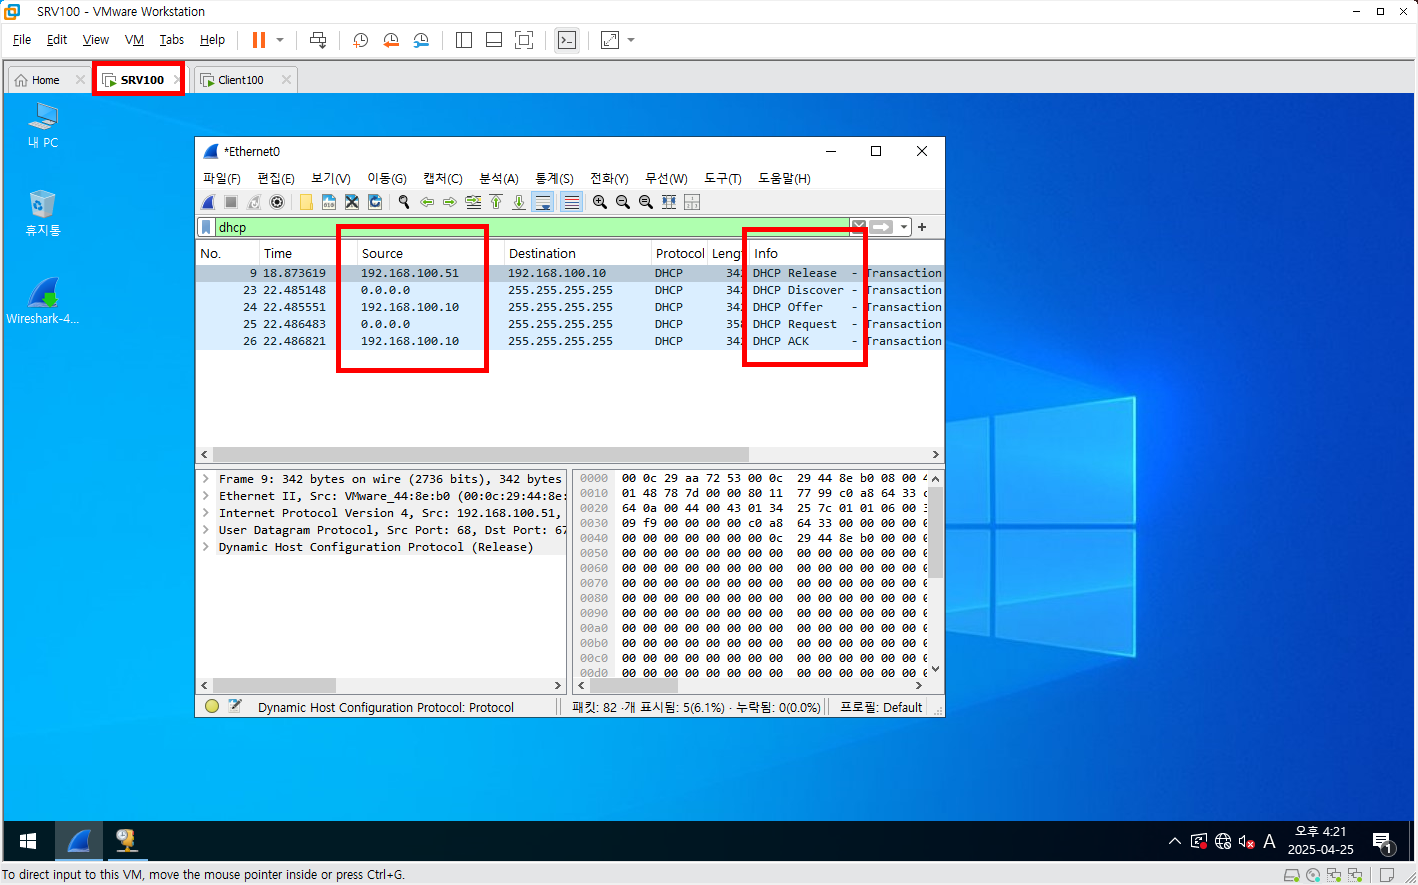 SRV100 - VMware Workstation
File Edit View VM Tabs Help
Home SRV100 Client100
내 PC
휴지통
Wireshark-4...
*Ethernet0
파일(F) 편집(E) 보기(V) 이동(G) 캡처(C) 분석(A) 통계(S) 전화(Y) 무선(W) 도구(T) 도움말(H)
dhcp
No. Time Source Destination Protocol Leng Info
9 18.873619 192.168.100.51 192.168.100.10 DHCP 342 DHCP Release - Transaction
23 22.485148 0.0.0.0 255.255.255.255 DHCP 342 DHCP Discover - Transaction
24 22.485551 192.168.100.10 255.255.255.255 DHCP 342 DHCP Offer - Transaction
25 22.486483 0.0.0.0 255.255.255.255 DHCP 358 DHCP Request - Transaction
26 22.486821 192.168.100.10 255.255.255.255 DHCP 342 DHCP ACK - Transaction
Frame 9: 342 bytes on wire (2736 bits), 342 bytes
Ethernet II, Src: VMware_44:8e:b0 (00:0c:29:44:8e:
Internet Protocol Version 4, Src: 192.168.100.51,
User Datagram Protocol, Src Port: 68, Dst Port: 67
Dynamic Host Configuration Protocol (Release)
0000 00 0c 29 aa 72 53 00 0c 29 44 8e b0 08 00 4
0010 01 48 78 7d 00 00 80 11 77 99 c0 a8 64 33 c
0020 64 0a 00 44 00 43 01 34 25 7c 01 01 06 00 3
0030 09 f9 00 00 00 00 c0 a8 64 33 00 00 00 00 0
0040 00 00 00 00 00 00 00 0c 29 44 8e b0 00 00 0
0050 00 00 00 00 00 00 00 00 00 00 00 00 00 00 0
0060 00 00 00 00 00 00 00 00 00 00 00 00 00 00 0
0070 00 00 00 00 00 00 00 00 00 00 00 00 00 00 0
0080 00 00 00 00 00 00 00 00 00 00 00 00 00 00 0
0090 00 00 00 00 00 00 00 00 00 00 00 00 00 00 0
00a0 00 00 00 00 00 00 00 00 00 00 00 00 00 00 0
00b0 00 00 00 00 00 00 00 00 00 00 00 00 00 00 0
00c0 00 00 00 00 00 00 00 00 00 00 00 00 00 00 0
00d0 00 00 00 00 00 00 00 00 00 00 00 00 00 00 0
Dynamic Host Configuration Protocol: Protocol
패킷: 82 ·개 표시됨: 5(6.1%) · 누락됨: 0(0.0%)
프로필: Default
A
오후 4:21
2025-04-25
1
To direct input to this VM, move the mouse pointer inside or press Ctrl+G.